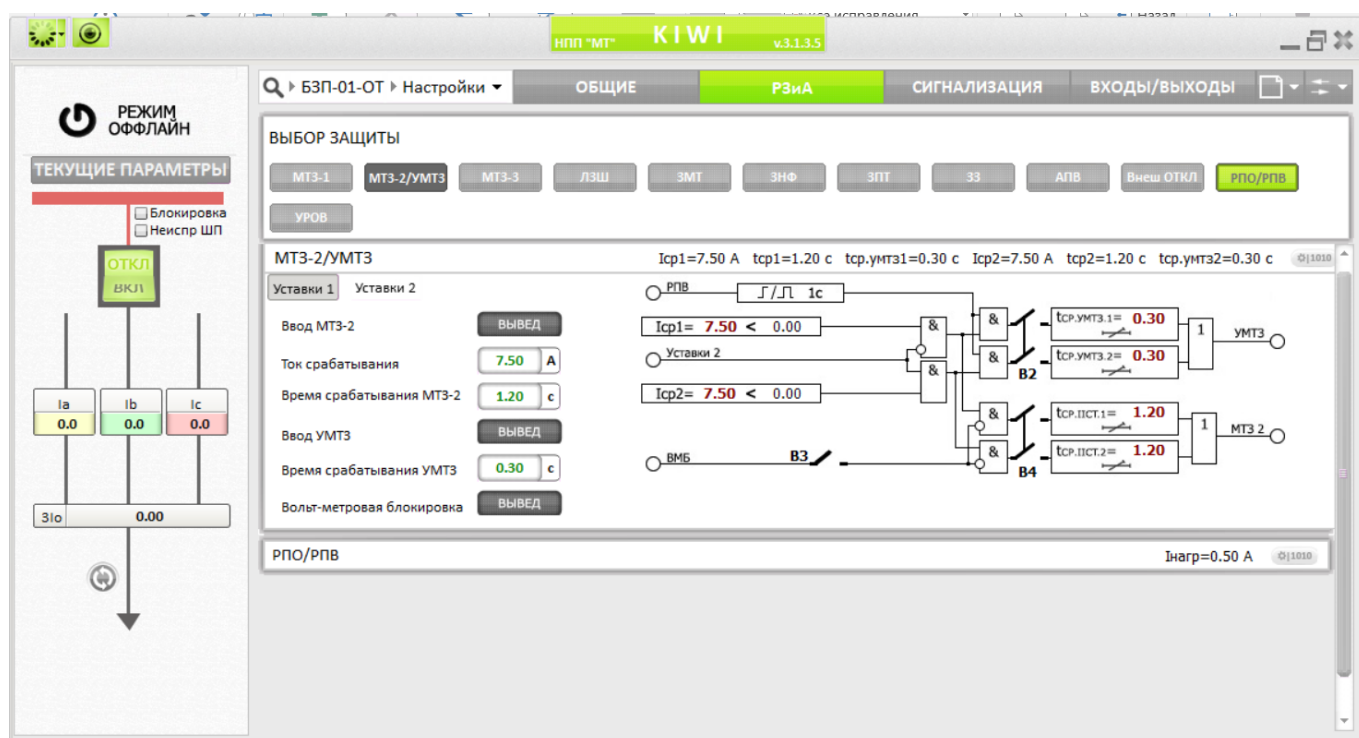 са исправления
Назад
НПП "МТ" KIWI v.3.1.3.5
БЗП-01-ОТ Настройки ОБЩИЕ РЗиА СИГНАЛИЗАЦИЯ ВХОДЫ/ВЫХОДЫ
РЕЖИМ
ОФФЛАЙН
ТЕКУЩИЕ ПАРАМЕТРЫ
Блокировка
Неиспр ШП
ОТКЛ
ВКЛ
Ia Ib Ic
0.0 0.0 0.0
3Io 0.00
ВЫБОР ЗАЩИТЫ
МТЗ-1 МТЗ-2/УМТЗ МТЗ-3 ЛЗШ ЗМТ ЗНФ ЗПТ ЗЗ АПВ Внеш ОТКЛ РПО/РПВ
УРОВ
МТЗ-2/УМТЗ Iср1=7.50 А tср1=1.20 с tср.умтз1=0.30 с Iср2=7.50 А tср2=1.20 с tср.умтз2=0.30 с |1010
Уставки 1 Уставки 2
Ввод МТЗ-2 ВЫВЕД
Ток срабатывания 7.50 А
Время срабатывания МТЗ-2 1.20 с
Ввод УМТЗ ВЫВЕД
Время срабатывания УМТЗ 0.30 с
Вольт-метровая блокировка ВЫВЕД
РПВ 1с
Iср1= 7.50 < 0.00 & & tСР.УМТЗ.1= 0.30 1 УМТЗ
Уставки 2 & & В2 tСР.УМТЗ.2= 0.30
Iср2= 7.50 < 0.00
& tСР.ПСТ.1= 1.20 1 МТЗ 2
ВМБ В3 & В4 tСР.ПСТ.2= 1.20
РПО/РПВ Iнагр=0.50 А |1010